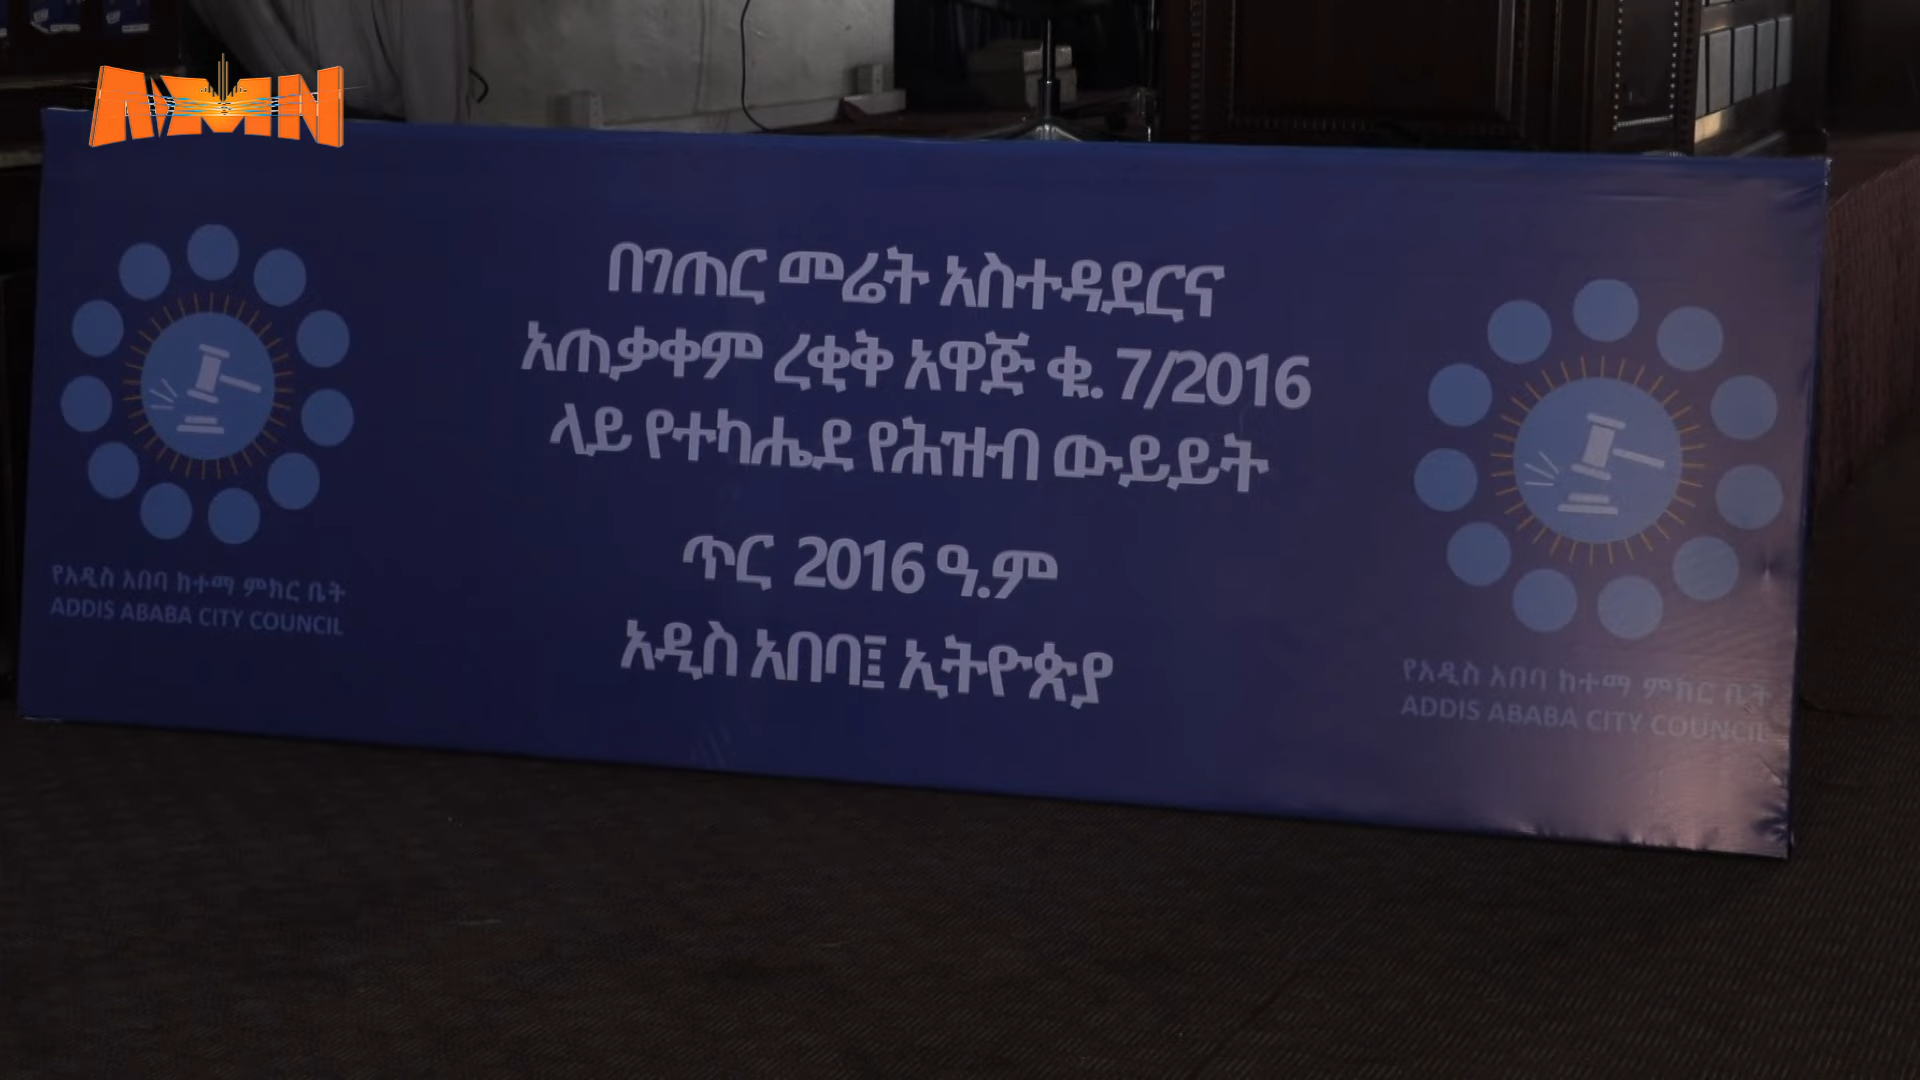 AMN
በገጠር መሬት አስተዳደርና
አጠቃቀም ረቂቅ አዋጅ ቁ. 7/2016
ላይ የተካሔደ የሕዝብ ውይይት
ጥር 2016 ዓ.ም
አዲስ አበባ፤ ኢትዮጵያ
የአዲስ አበባ ከተማ ምክር ቤት
ADDIS ABABA CITY COUNCIL
የአዲስ አበባ ከተማ ምክር ቤት
ADDIS ABABA CITY COUNCIL